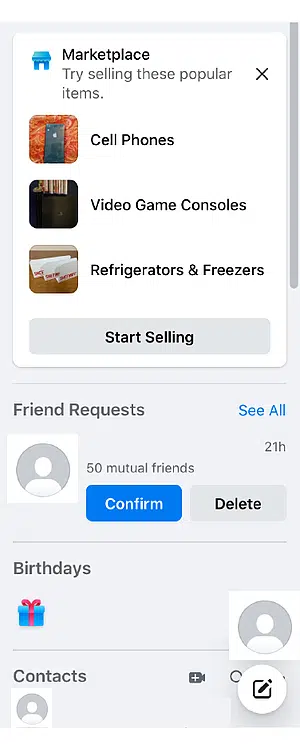 Marketplace
Try selling these popular
items.
Cell Phones
Video Game Consoles
Refrigerators & Freezers
Start Selling
Friend Requests
See All
21h
50 mutual friends
Confirm
Delete
Birthdays
Contacts